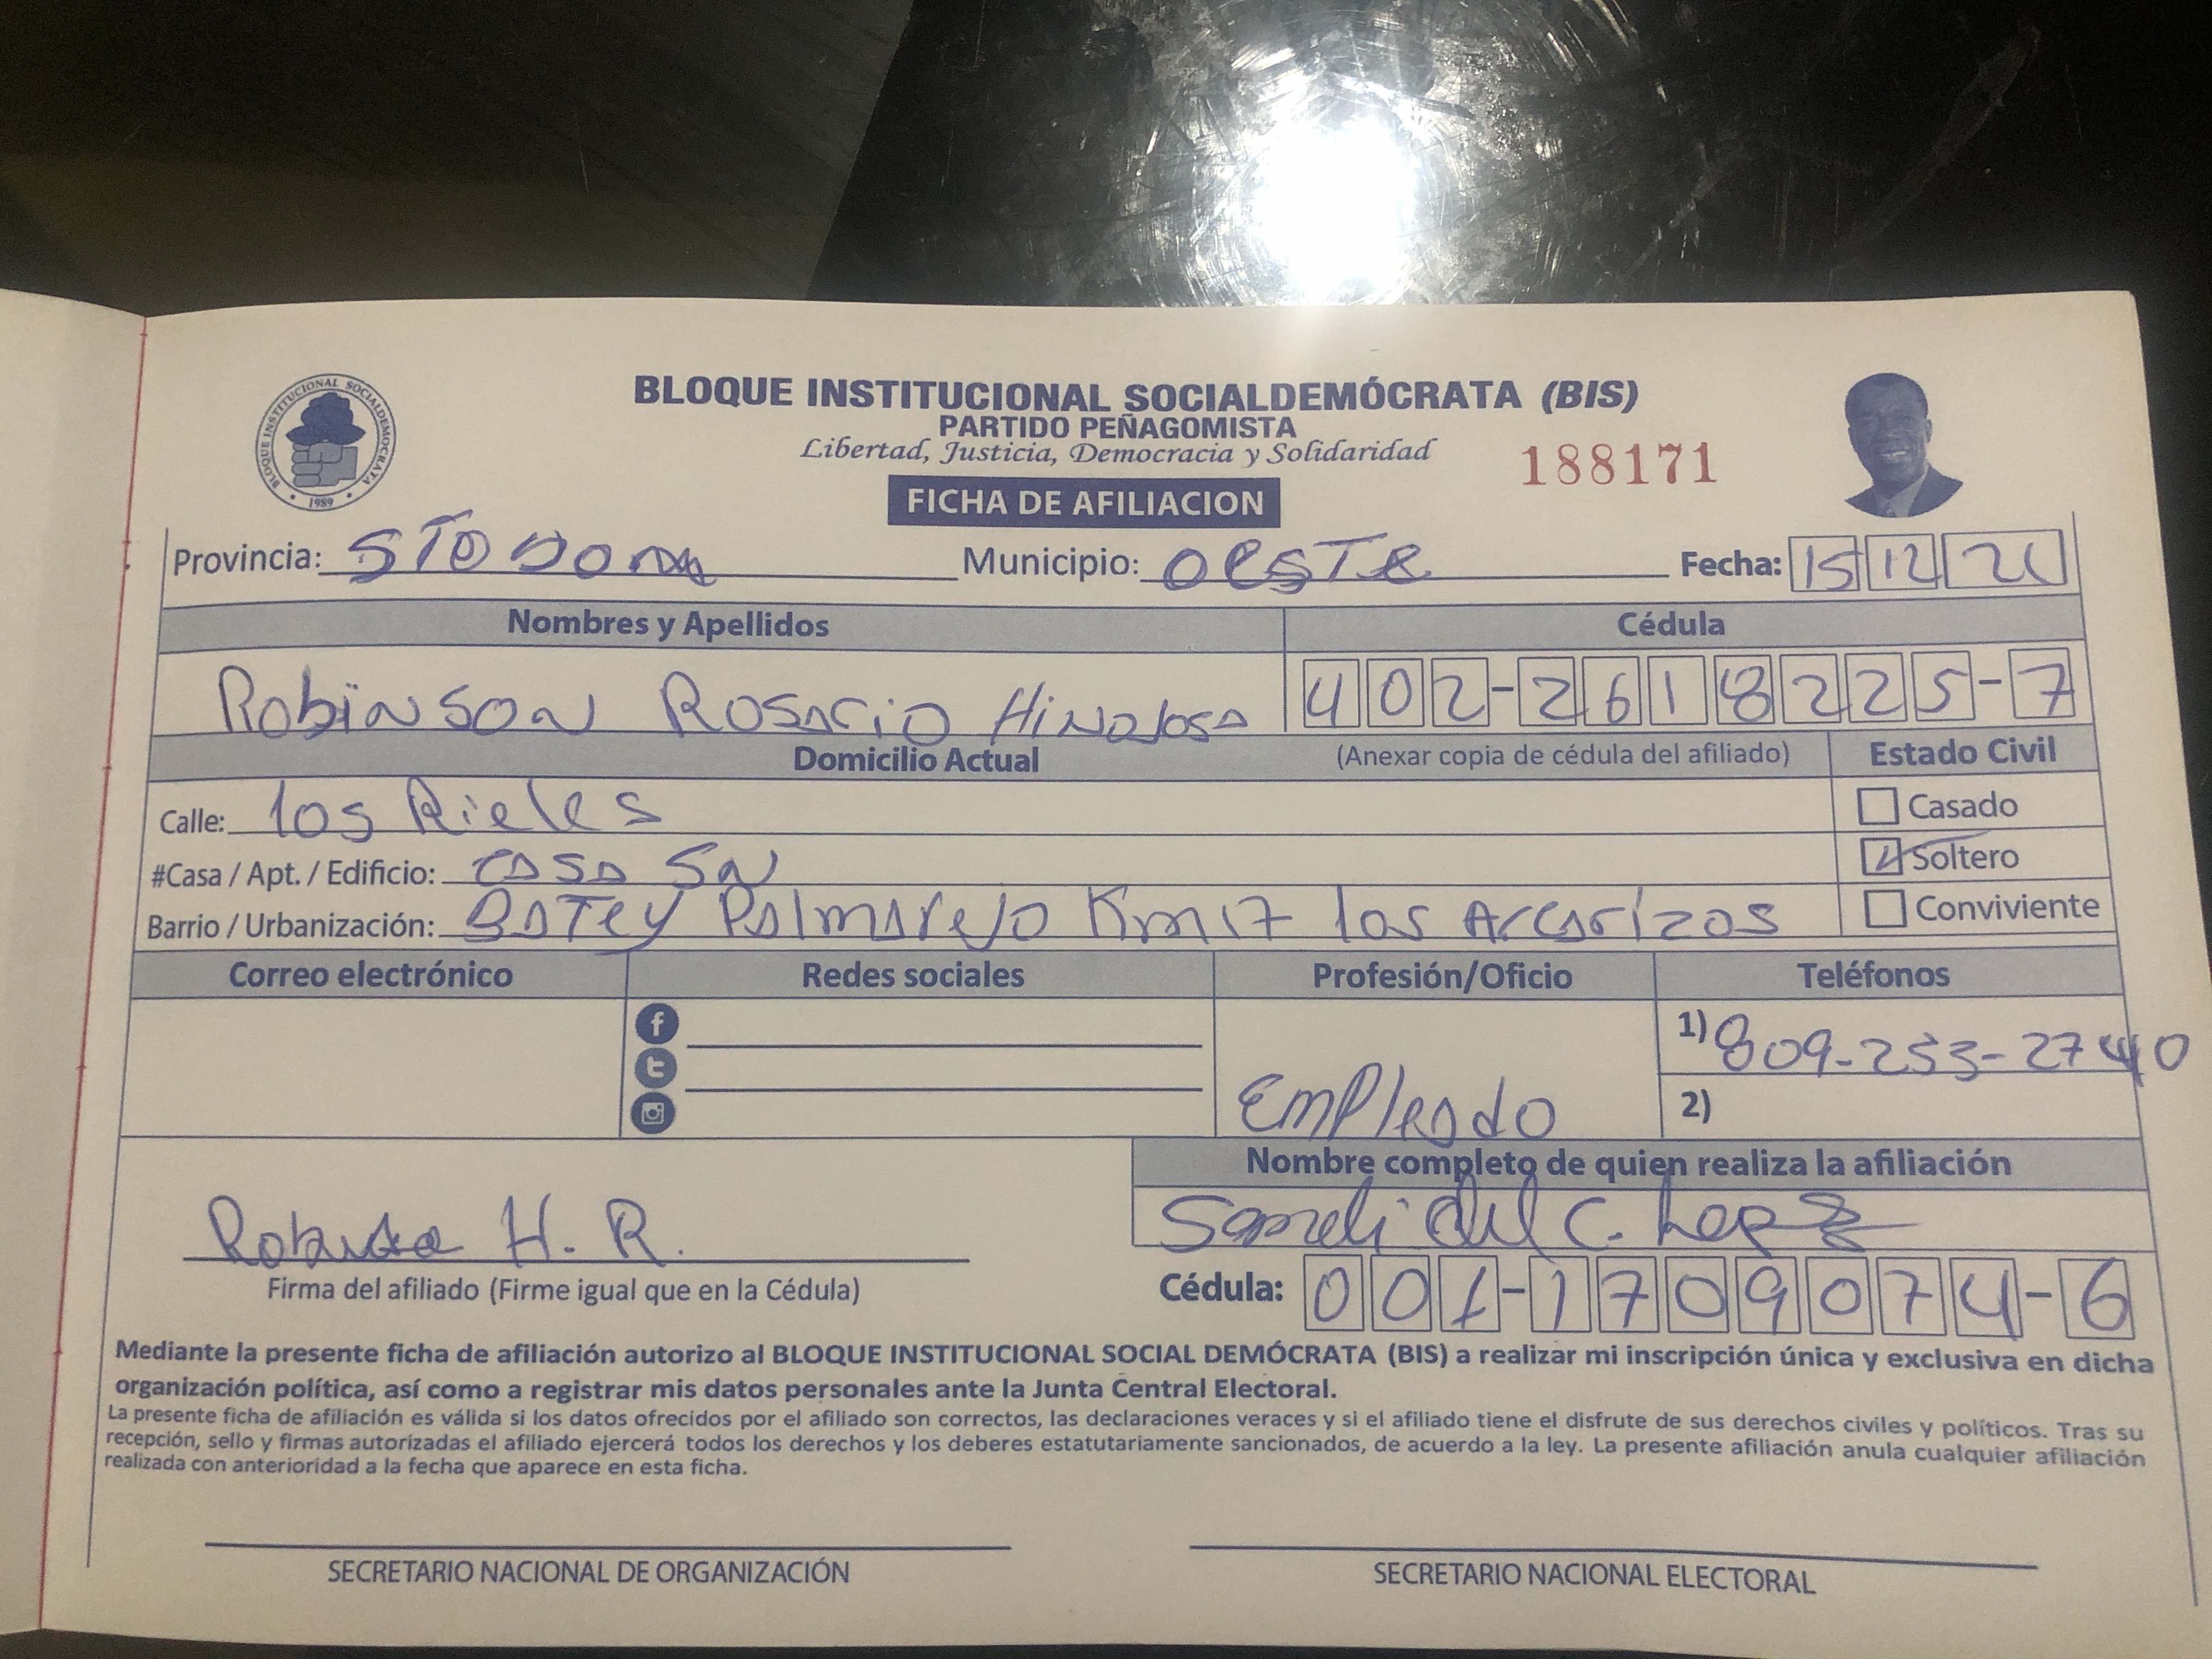 BLOQUE INSTITUCIONAL SOCIALDEMOCRATA
1989
BLOQUE INSTITUCIONAL SOCIALDEMÓCRATA (BIS)
PARTIDO PEÑAGOMISTA
Libertad, Justicia, Democracia y Solidaridad
188171
FICHA DE AFILIACION
Provincia: STO Dom Municipio: OESTE Fecha: 15 12 21
Nombres y Apellidos Cédula
Robinson Rosario Hinojosa 402-2618225-7
Domicilio Actual (Anexar copia de cédula del afiliado) Estado Civil
Calle: los Rieles Casado
#Casa / Apt. / Edificio: casa SN Soltero
Barrio / Urbanización: Batey Palmarejo Km 17 los Alcarrizos Conviviente
Correo electrónico Redes sociales Profesión/Oficio Teléfonos
1) 809-253-2740
Empleado 2)
Nombre completo de quien realiza la afiliación
H. R. del C. Lopez
Firma del afiliado (Firme igual que en la Cédula) Cédula: 001-1709074-6
Mediante la presente ficha de afiliación autorizo al BLOQUE INSTITUCIONAL SOCIAL DEMÓCRATA (BIS) a realizar mi inscripción única y exclusiva en dicha
organización política, así como a registrar mis datos personales ante la Junta Central Electoral.
La presente ficha de afiliación es válida si los datos ofrecidos por el afiliado son correctos, las declaraciones veraces y si el afiliado tiene el disfrute de sus derechos civiles y políticos. Tras su
recepción, sello y firmas autorizadas el afiliado ejercerá todos los derechos y los deberes estatutariamente sancionados, de acuerdo a la ley. La presente afiliación anula cualquier afiliación
realizada con anterioridad a la fecha que aparece en esta ficha.
SECRETARIO NACIONAL DE ORGANIZACIÓN SECRETARIO NACIONAL ELECTORAL